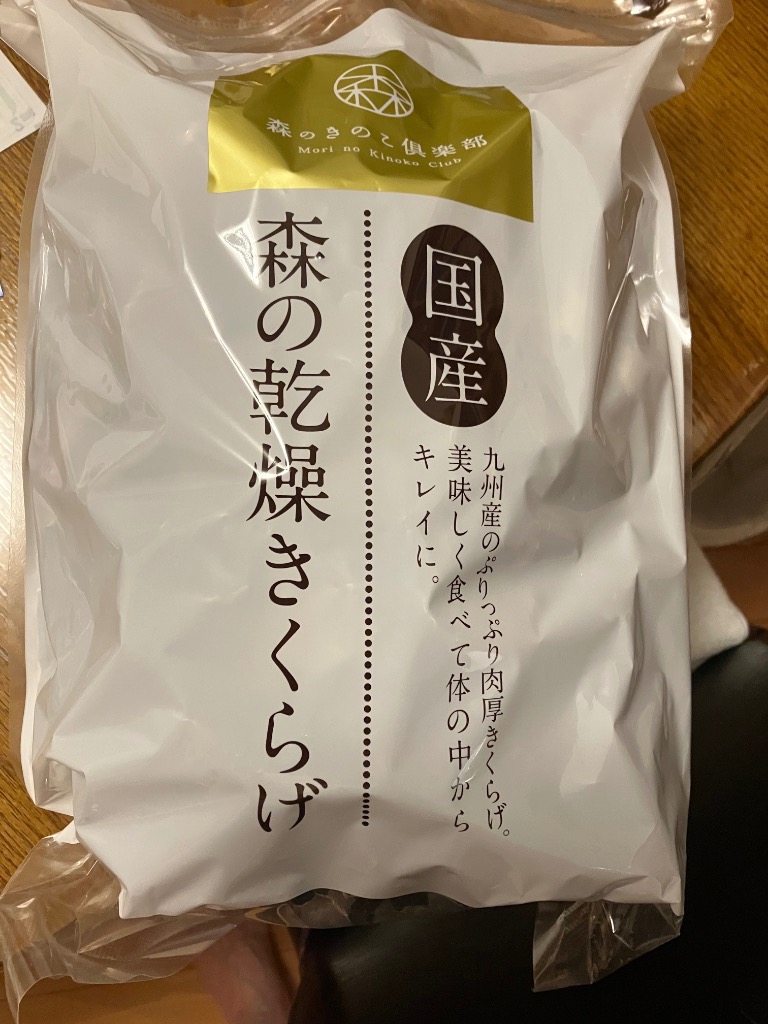 森のきのこ倶楽部
Mori no Kinoko Club
国産
九州産のぷりっぷり肉厚きくらげ。
美味しく食べて体の中から
キレイに。
森の乾燥きくらげ